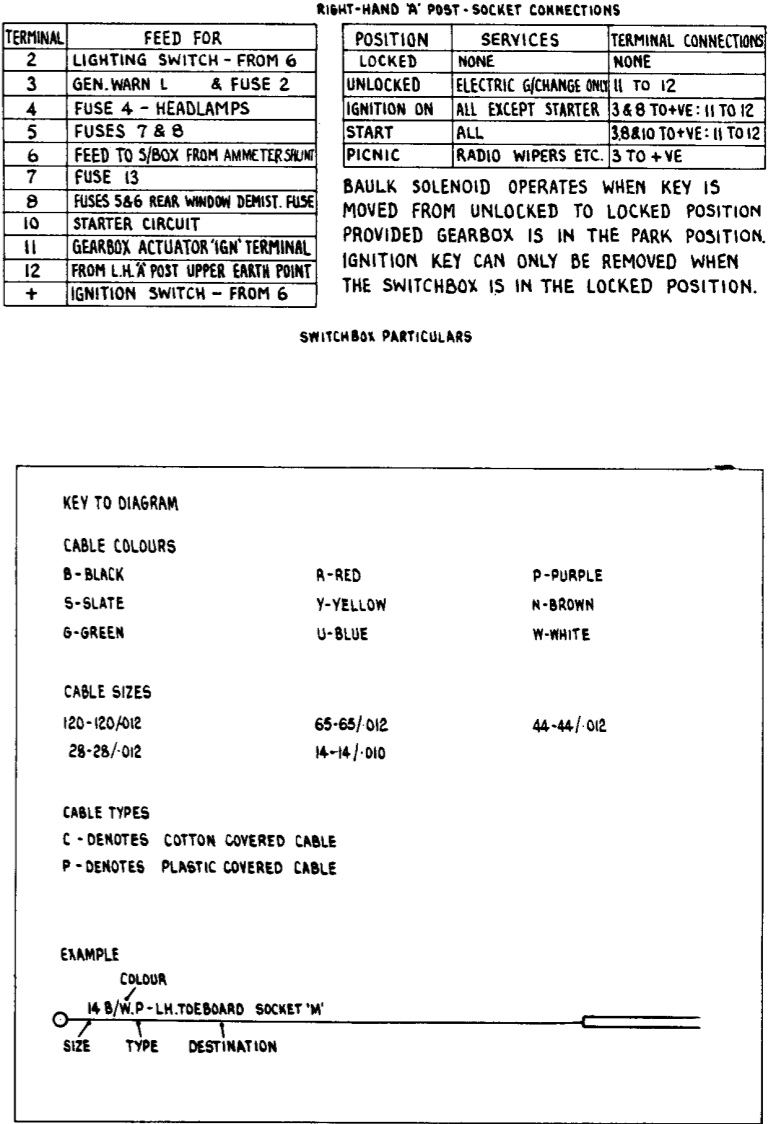 RIGHT-HAND 'A' POST - SOCKET CONNECTIONS
TERMINAL FEED FOR
2 LIGHTING SWITCH - FROM 6
3 GEN. WARN L & FUSE 2
4 FUSE 4 - HEADLAMPS
5 FUSES 7 & 8
6 FEED TO S/BOX FROM AMMETER SHUNT
7 FUSE 13
8 FUSES 5&6 REAR WINDOW DEMIST. FUSE
10 STARTER CIRCUIT
11 GEARBOX ACTUATOR 'IGN' TERMINAL
12 FROM L.H. 'A' POST UPPER EARTH POINT
+ IGNITION SWITCH - FROM 6
POSITION SERVICES TERMINAL CONNECTIONS
LOCKED NONE NONE
UNLOCKED ELECTRIC G/CHANGE ONLY 11 TO 12
IGNITION ON ALL EXCEPT STARTER 3 & 8 TO +VE: 11 TO 12
START ALL 3,8&10 TO +VE: 11 TO 12
PICNIC RADIO WIPERS ETC. 3 TO + VE
BAULK SOLENOID OPERATES WHEN KEY IS
MOVED FROM UNLOCKED TO LOCKED POSITION
PROVIDED GEARBOX IS IN THE PARK POSITION.
IGNITION KEY CAN ONLY BE REMOVED WHEN
THE SWITCHBOX IS IN THE LOCKED POSITION.
SWITCHBOX PARTICULARS
KEY TO DIAGRAM
CABLE COLOURS
B - BLACK R - RED P - PURPLE
S - SLATE Y - YELLOW N - BROWN
G - GREEN U - BLUE W - WHITE
CABLE SIZES
120 - 120/012 65 - 65/·012 44 - 44/·012
28 - 28/·012 14 - 14/·010
CABLE TYPES
C - DENOTES COTTON COVERED CABLE
P - DENOTES PLASTIC COVERED CABLE
EXAMPLE
COLOUR
14 B/W.P - LH.TOEBOARD SOCKET 'M'
SIZE TYPE DESTINATION